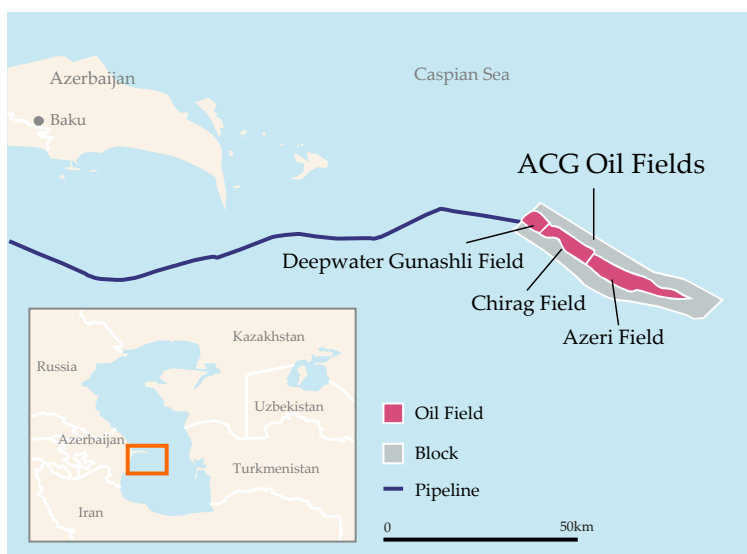 Azerbaijan
Caspian Sea
Baku
ACG Oil Fields
Deepwater Gunashli Field
Chirag Field
Azeri Field
Kazakhstan
Russia
Uzbekistan
Azerbaijan
Turkmenistan
Iran
Oil Field
Block
Pipeline
0 50km